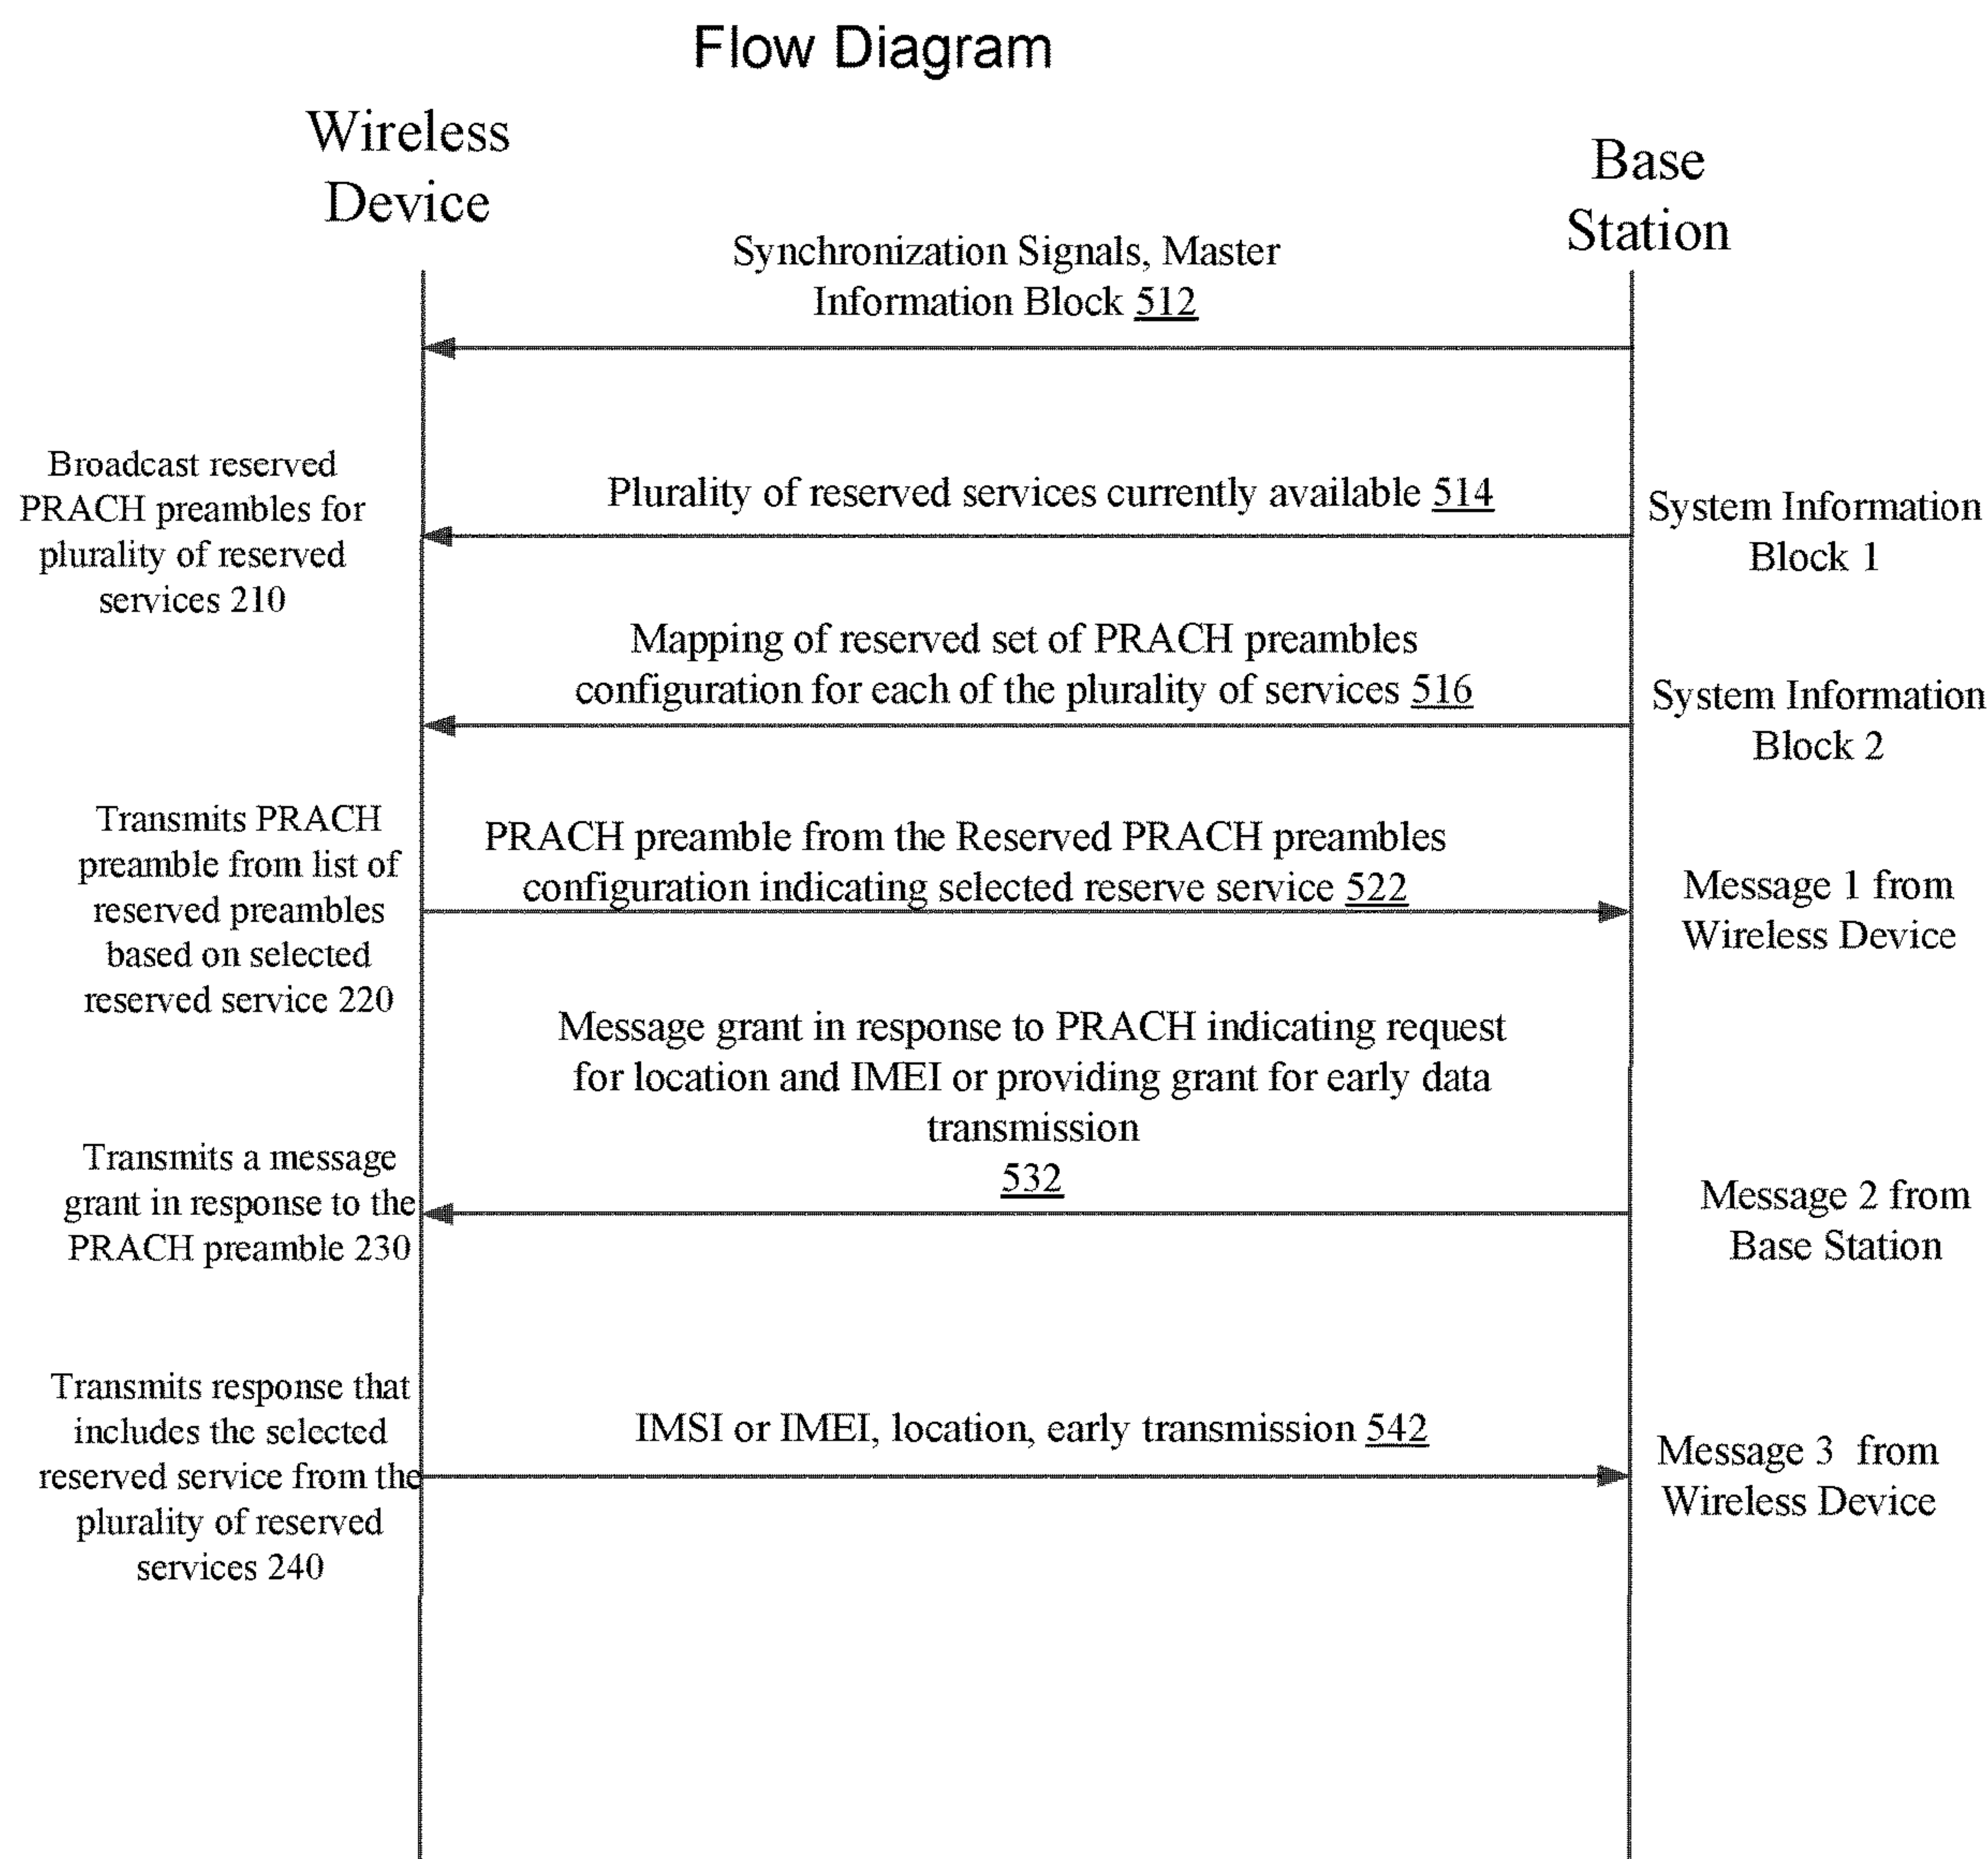 Flow Diagram
Wireless
Device
Base
Station
Synchronization Signals, Master
Information Block 512
Broadcast reserved
PRACH preambles for
plurality of reserved
services 210
Plurality of reserved services currently available 514
System Information
Block 1
Mapping of reserved set of PRACH preambles
configuration for each of the plurality of services 516
System Information
Block 2
Transmits PRACH
preamble from list of
reserved preambles
based on selected
reserved service 220
PRACH preamble from the Reserved PRACH preambles
configuration indicating selected reserve service 522
Message 1 from
Wireless Device
Message grant in response to PRACH indicating request
for location and IMEI or providing grant for early data
transmission
532
Transmits a message
grant in response to the
PRACH preamble 230
Message 2 from
Base Station
Transmits response that
includes the selected
reserved service from the
plurality of reserved
services 240
IMSI or IMEI, location, early transmission 542
Message 3 from
Wireless Device